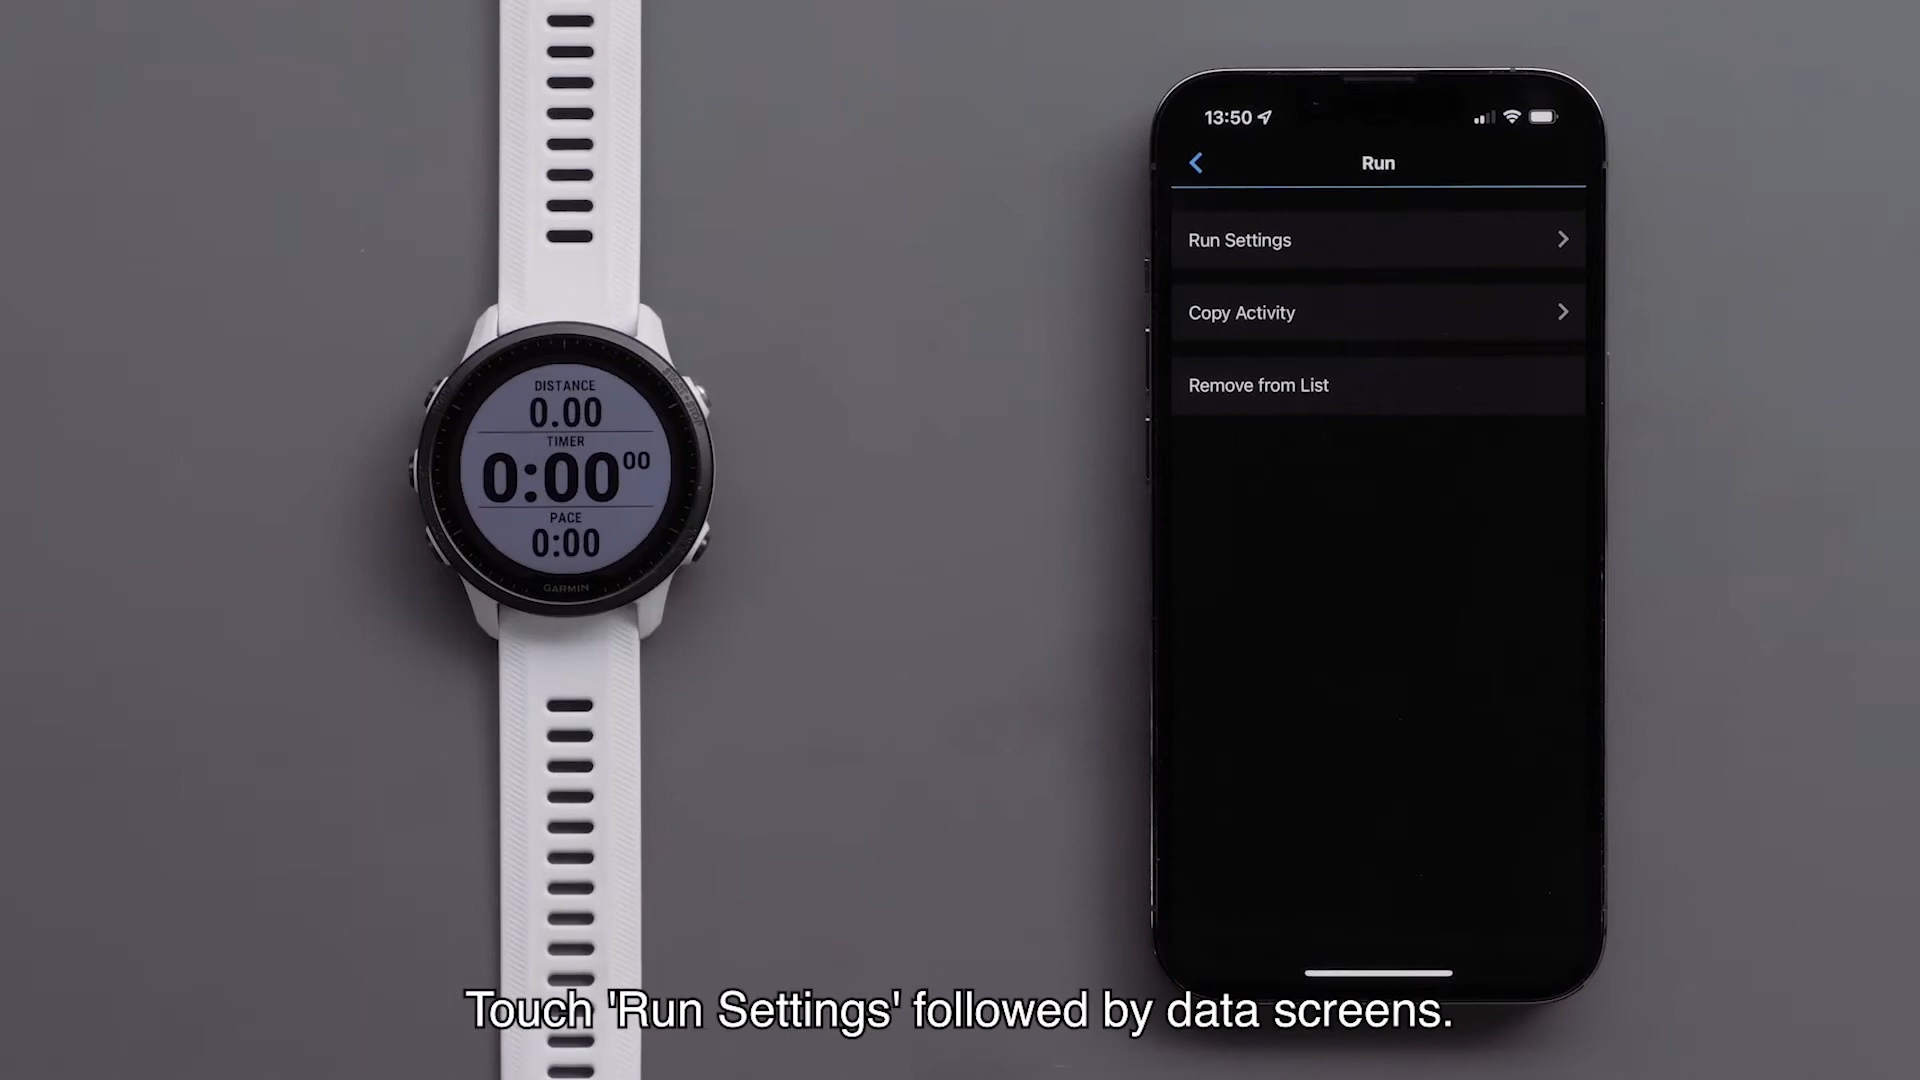 DISTANCE
0.00
TIMER
0:00 00
PACE
0:00
GARMIN
13:50
Run
Run Settings
Copy Activity
Remove from List
Touch 'Run Settings' followed by data screens.